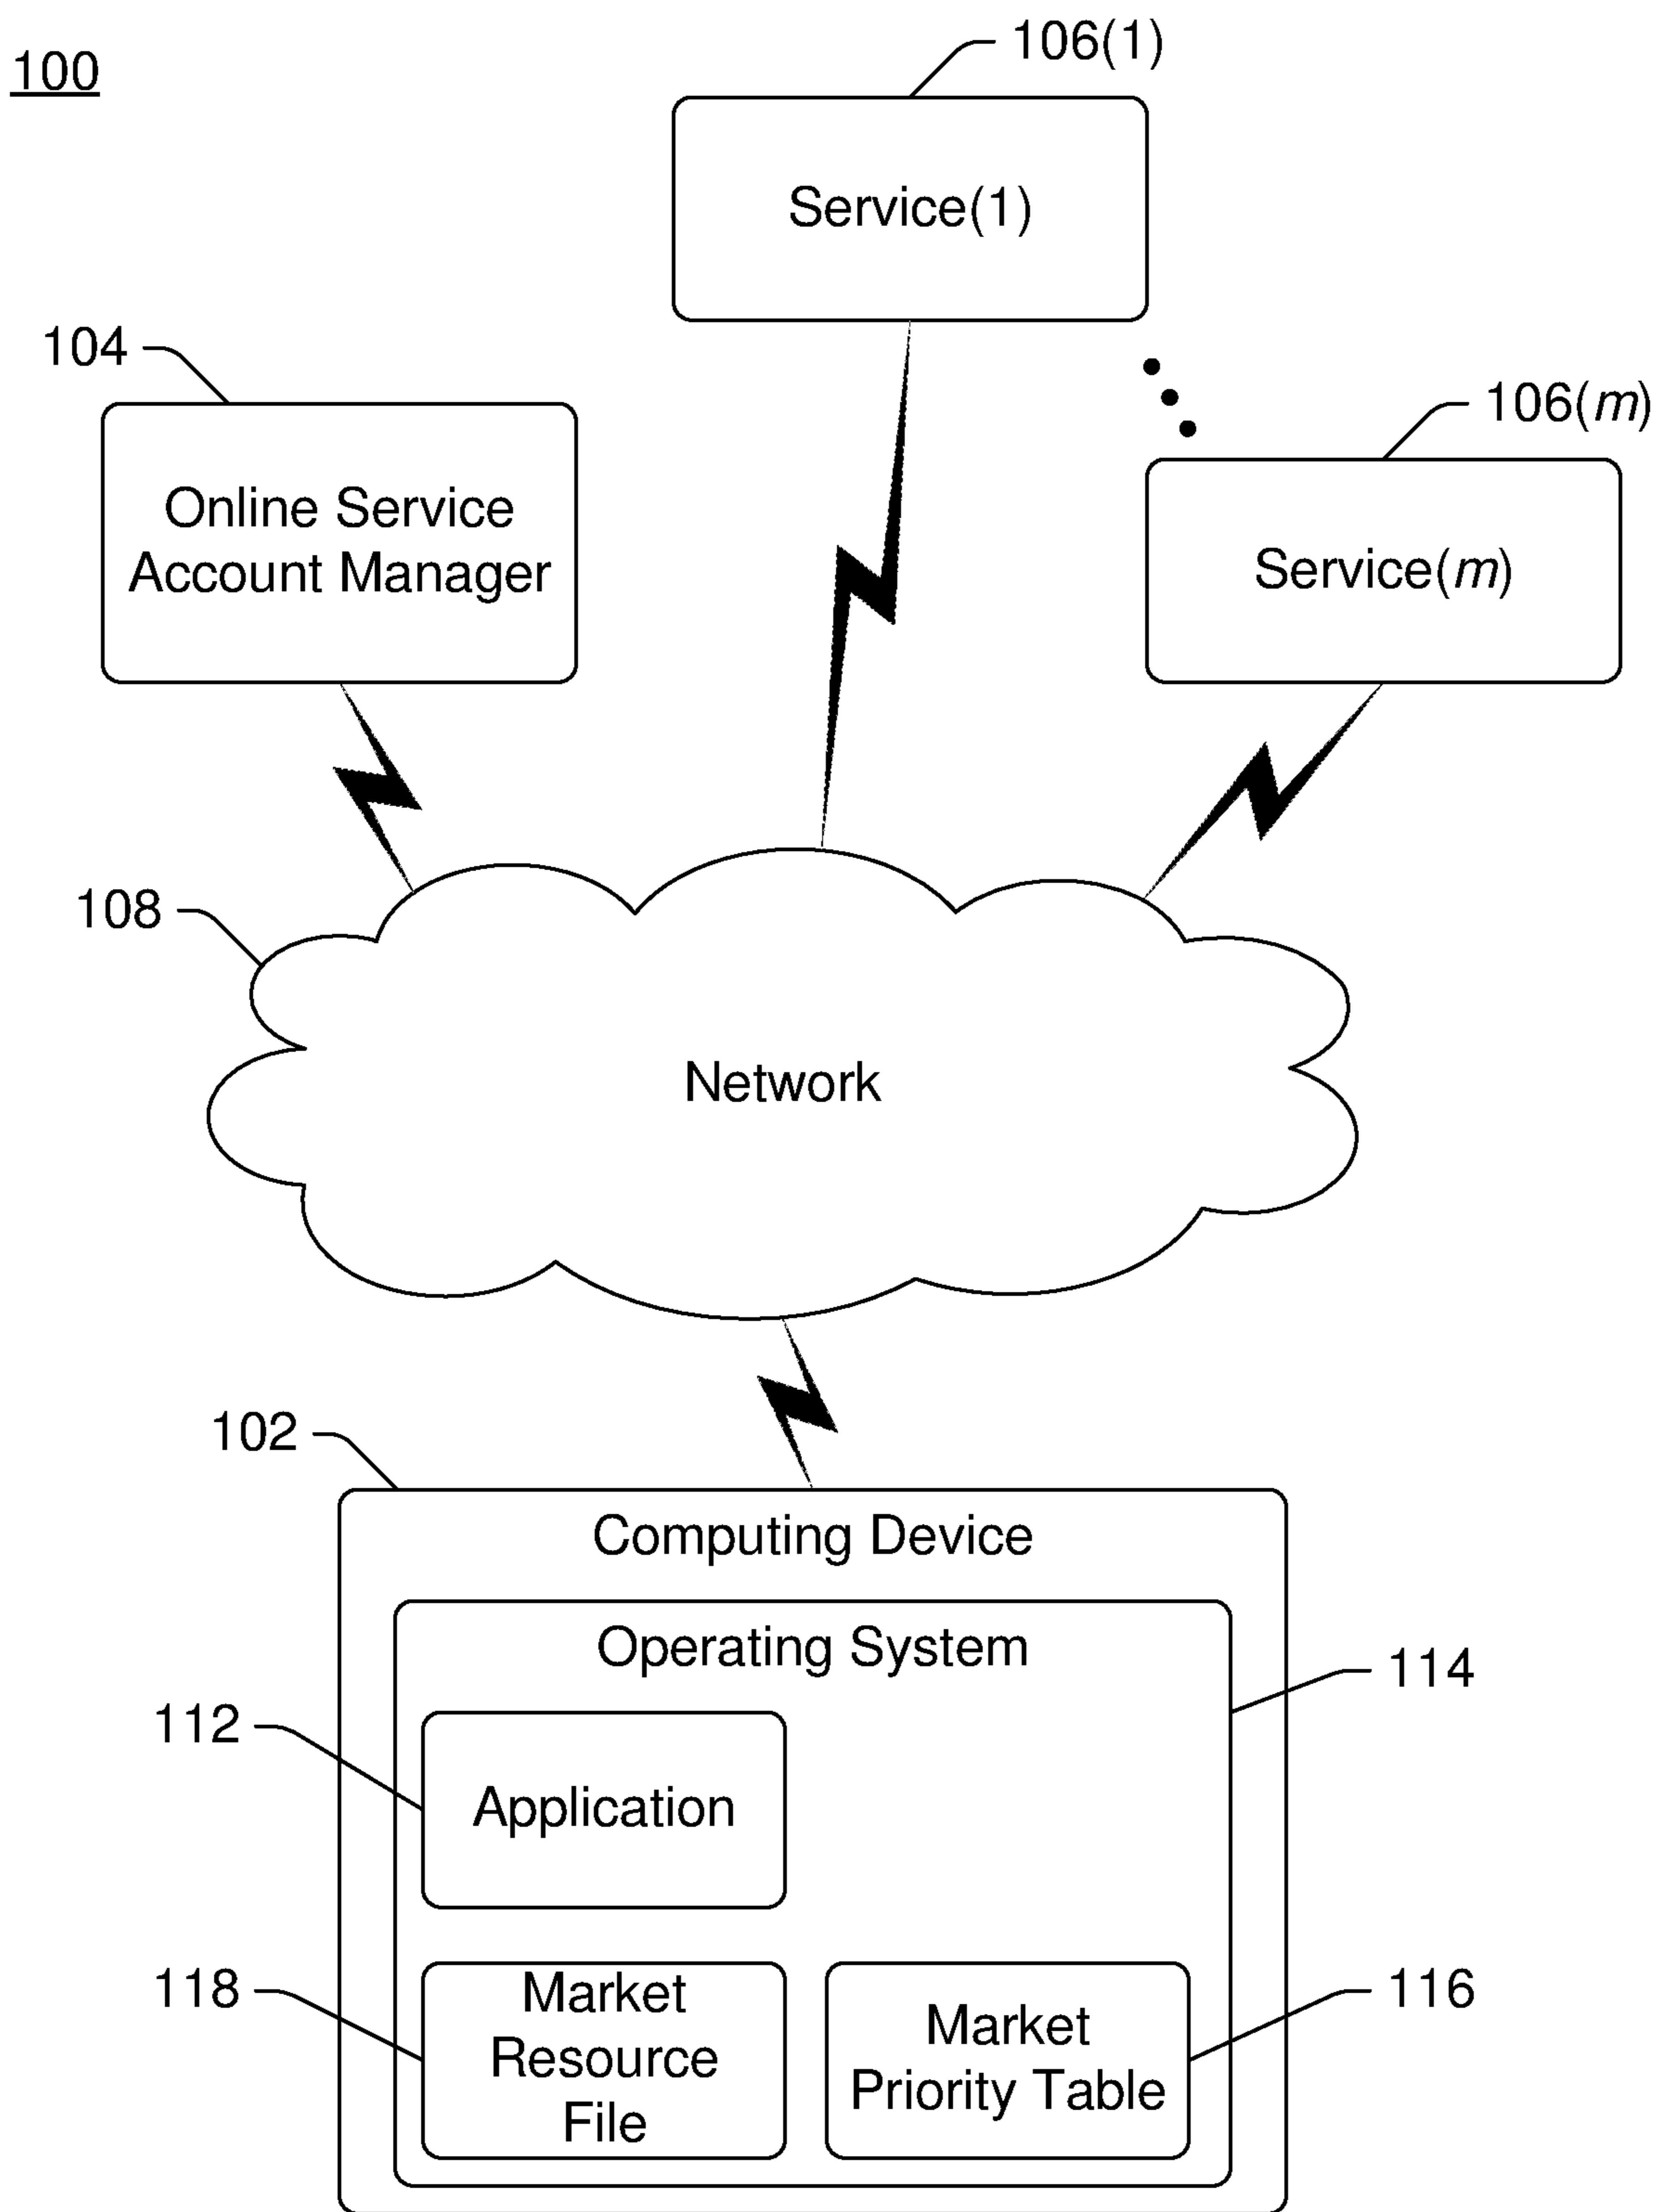 100
106(1)
Service(1)
104
106(m)
Online Service
Account Manager
Service(m)
108
Network
102
Computing Device
Operating System
114
112
Application
118
Market
Resource
File
Market
Priority Table
116